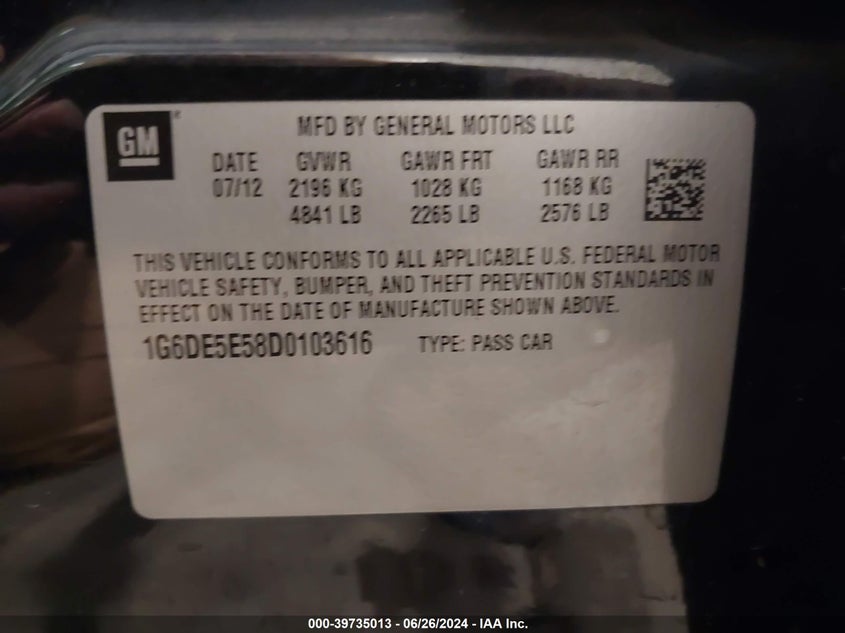 GM ®
MFD BY GENERAL MOTORS LLC
DATE GVWR GAWR FRT GAWR RR
07/12 2196 KG 1028 KG 1168 KG
4841 LB 2265 LB 2576 LB
THIS VEHICLE CONFORMS TO ALL APPLICABLE U.S. FEDERAL MOTOR
VEHICLE SAFETY, BUMPER, AND THEFT PREVENTION STANDARDS IN
EFFECT ON THE DATE OF MANUFACTURE SHOWN ABOVE.
1G6DE5E58D0103616 TYPE: PASS CAR
000-39735013 - 06/26/2024 - IAA Inc.